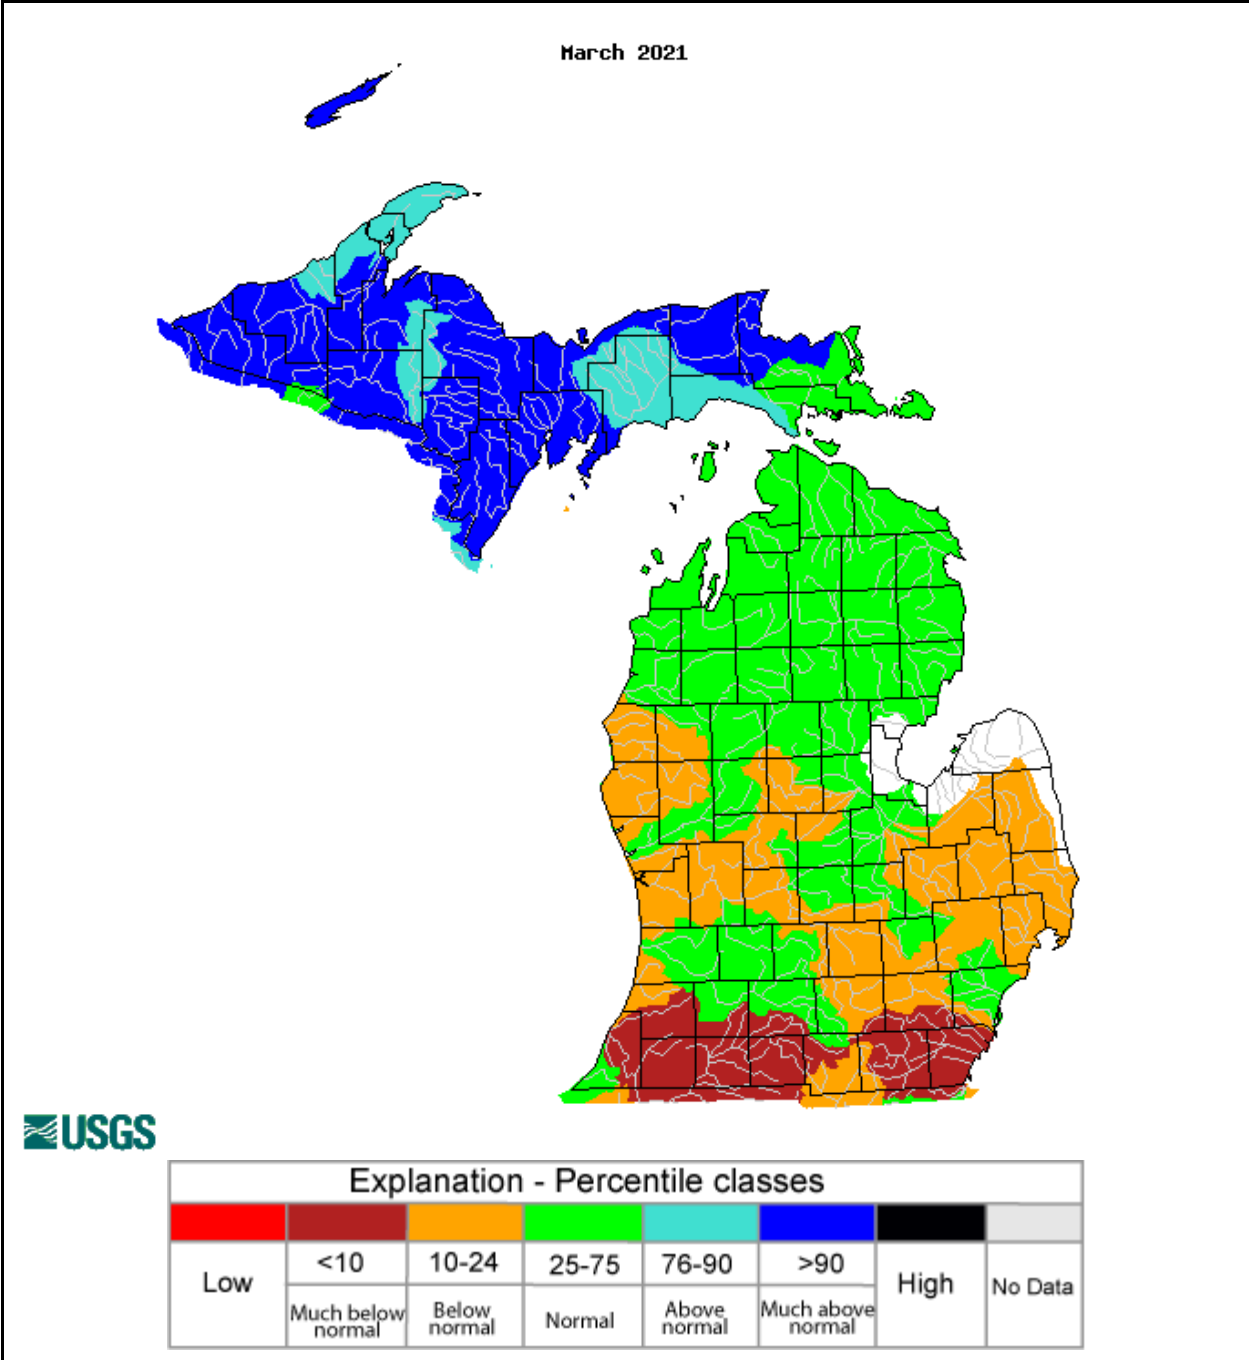 March 2021
USGS
Explanation - Percentile classes
Low
<10
10-24
25-75
76-90
>90
High
No Data
Much below
normal
Below
normal
Normal
Above
normal
Much above
normal